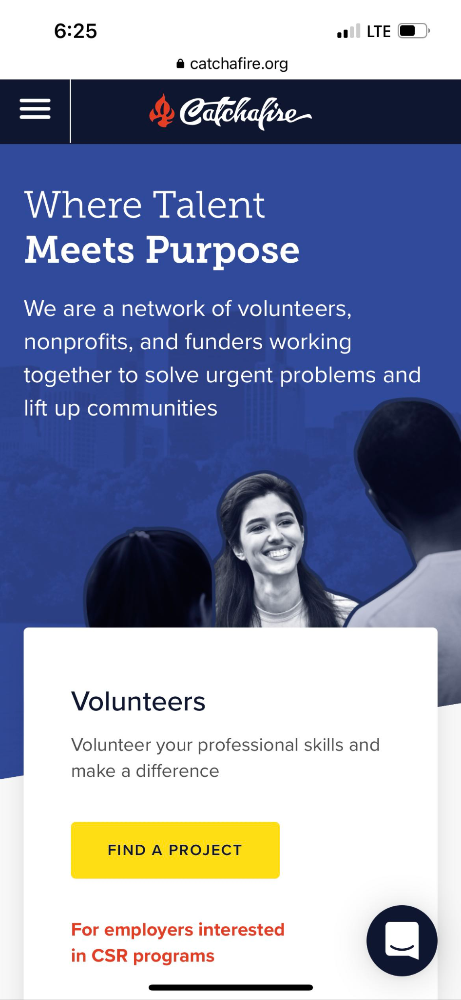 6:25
LTE
catchafire.org
Catchafire
Where Talent
Meets Purpose
We are a network of volunteers,
nonprofits, and funders working
together to solve urgent problems and
lift up communities
Volunteers
Volunteer your professional skills and
make a difference
FIND A PROJECT
For employers interested
in CSR programs